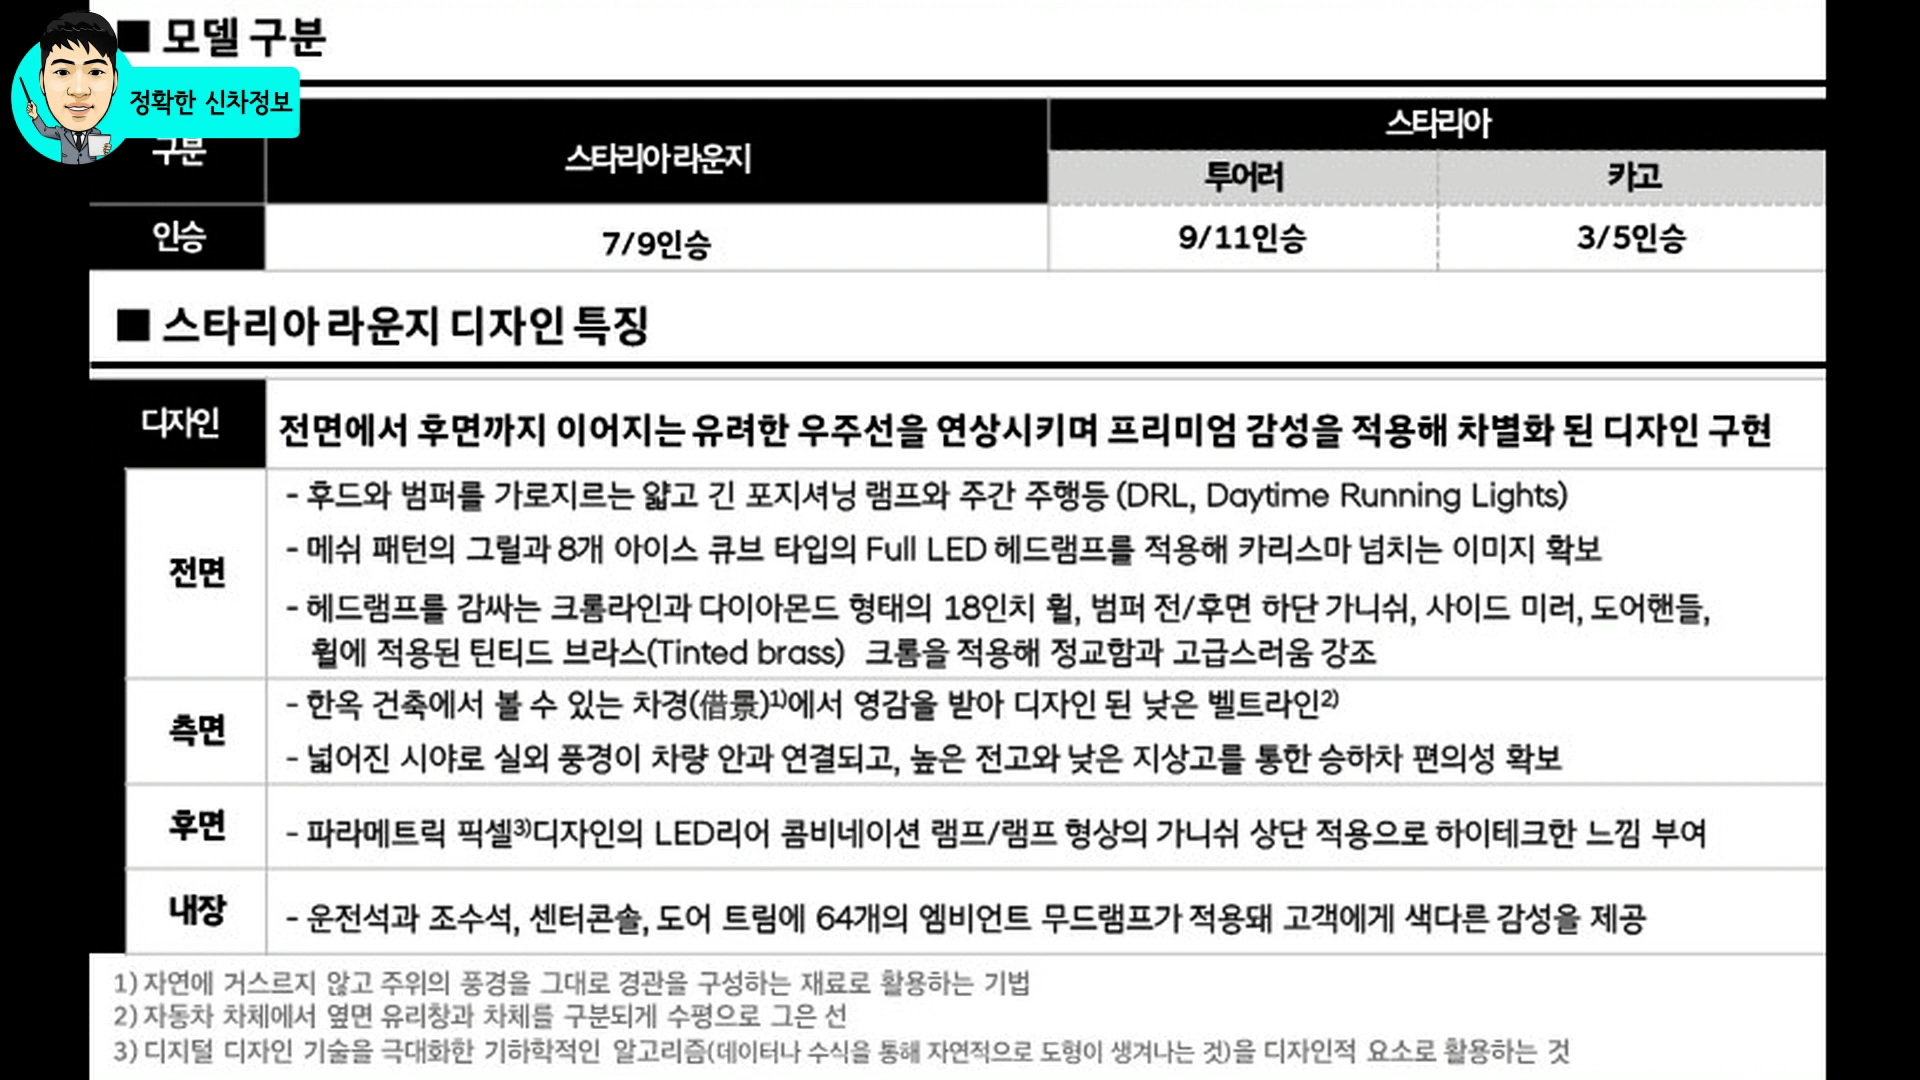 ■ 모델 구분
정확한 신차정보
구분
스타리아 라운지
스타리아
투어러
카고
인승
7/9인승
9/11인승
3/5인승
■ 스타리아 라운지 디자인 특징
디자인
전면에서 후면까지 이어지는 유려한 우주선을 연상시키며 프리미엄 감성을 적용해 차별화 된 디자인 구현
전면
- 후드와 범퍼를 가로지르는 얇고 긴 포지셔닝 램프와 주간 주행등 (DRL, Daytime Running Lights)
- 메쉬 패턴의 그릴과 8개 아이스 큐브 타입의 Full LED 헤드램프를 적용해 카리스마 넘치는 이미지 확보
- 헤드램프를 감싸는 크롬라인과 다이아몬드 형태의 18인치 휠, 범퍼 전/후면 하단 가니쉬, 사이드 미러, 도어핸들,
휠에 적용된 틴티드 브라스(Tinted brass) 크롬을 적용해 정교함과 고급스러움 강조
측면
- 한옥 건축에서 볼 수 있는 차경(借景)1)에서 영감을 받아 디자인 된 낮은 벨트라인2)
- 넓어진 시야로 실외 풍경이 차량 안과 연결되고, 높은 전고와 낮은 지상고를 통한 승하차 편의성 확보
후면
- 파라메트릭 픽셀3)디자인의 LED리어 콤비네이션 램프/램프 형상의 가니쉬 상단 적용으로 하이테크한 느낌 부여
내장
- 운전석과 조수석, 센터콘솔, 도어 트림에 64개의 엠비언트 무드램프가 적용돼 고객에게 색다른 감성을 제공
1) 자연에 거스르지 않고 주위의 풍경을 그대로 경관을 구성하는 재료로 활용하는 기법
2) 자동차 차체에서 옆면 유리창과 차체를 구분되게 수평으로 그은 선
3) 디지털 디자인 기술을 극대화한 기하학적인 알고리즘(데이터나 수식을 통해 자연적으로 도형이 생겨나는 것)을 디자인적 요소로 활용하는 것